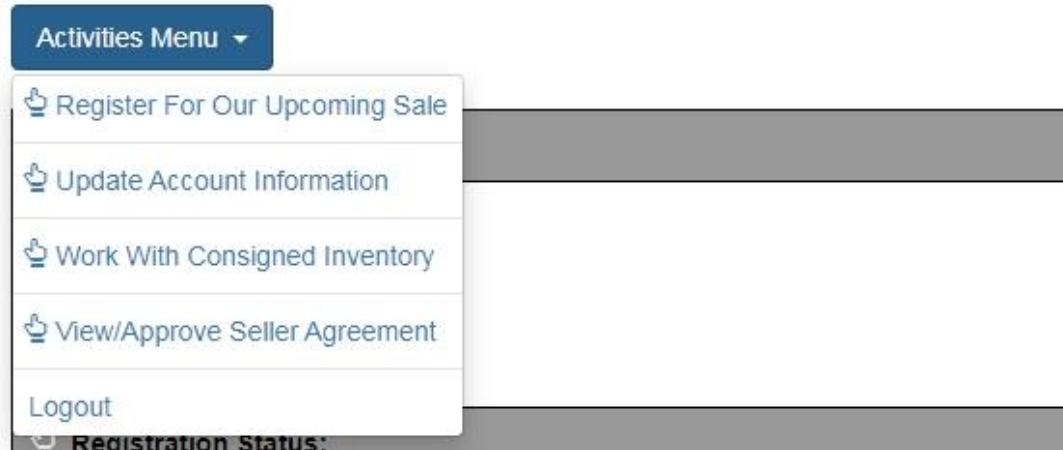 Activities Menu
Register For Our Upcoming Sale
Update Account Information
Work With Consigned Inventory
View/Approve Seller Agreement
Logout
Registration Status: